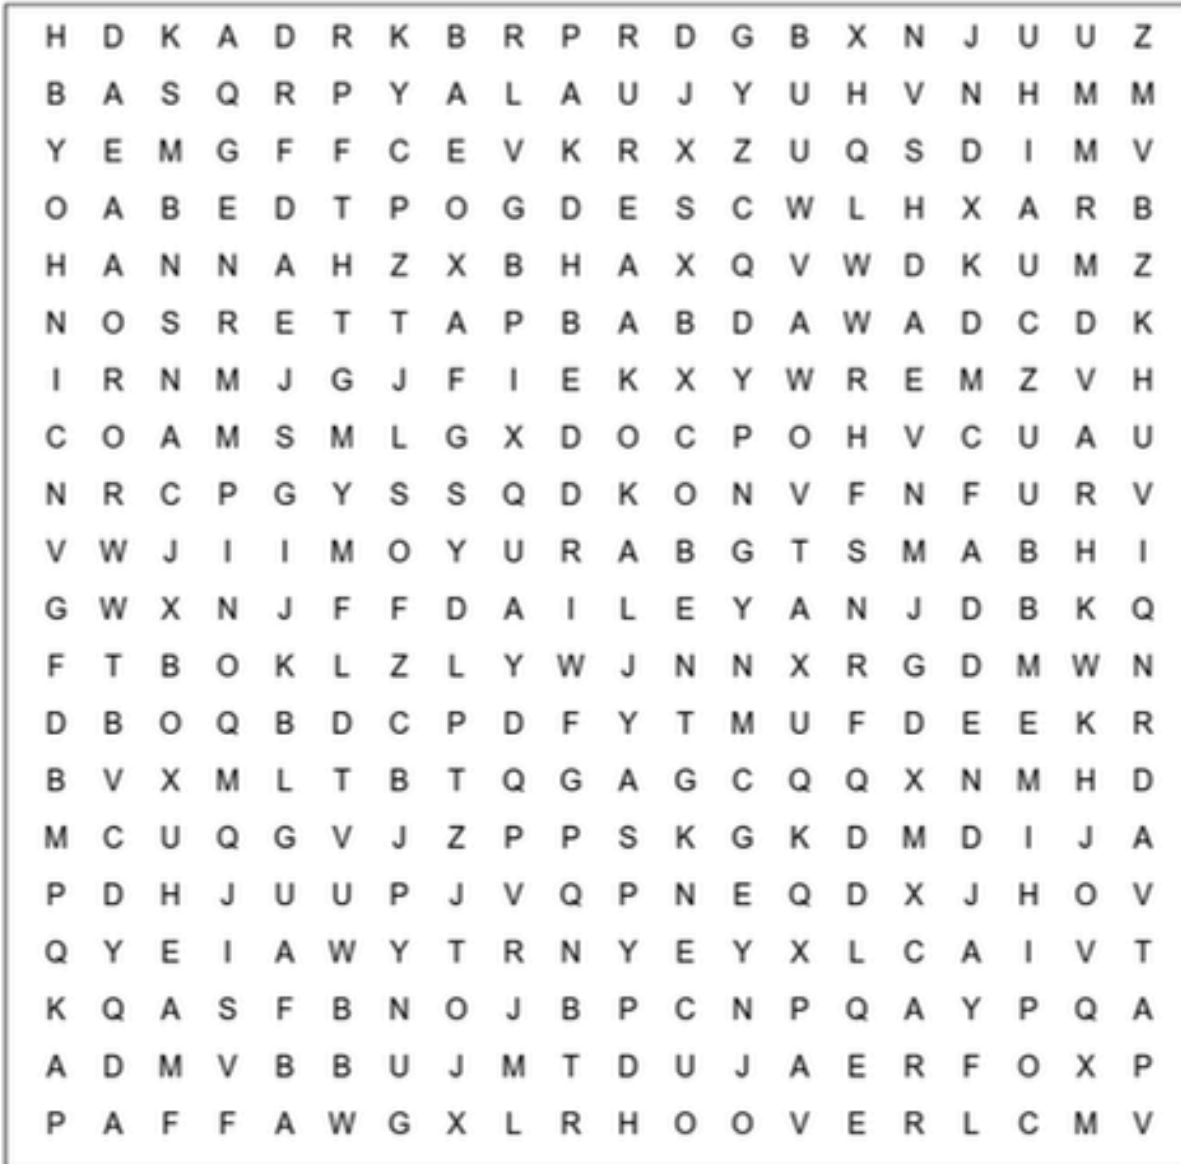 H D K A D R K B R P R D G B X N J U U Z
B A S Q R P Y A L A U J Y U H V N H M M
Y E M G F F C E V K R X Z U Q S D I M V
O A B E D T P O G D E S C W L H X A R B
H A N N A H Z X B H A X Q V W D K U M Z
N O S R E T T A P B A B D A W A D C D K
I R N M J G J F I E K X Y W R E M Z V H
C O A M S M L G X D O C P O H V C U A U
N R C P G Y S S Q D K O N V F N F U R V
V W J I I M O Y U R A B G T S M A B H I
G W X N J F F D A I L E Y A N J D B K Q
F T B O K L Z L Y W J N N X R G D M W N
D B O Q B D C P D F Y T M U F D E E K R
B V X M L T B T Q G A G C Q Q X N M H D
M C U Q G V J Z P P S K G K D M D I J A
P D H J U U P J V Q P N E Q D X J H O V
Q Y E I A W Y T R N Y E Y X L C A I V T
K Q A S F B N O J B P C N P Q A Y P Q A
A D M V B B U J M T D U J A E R F O X P
P A F F A W G X L R H O O V E R L C M V